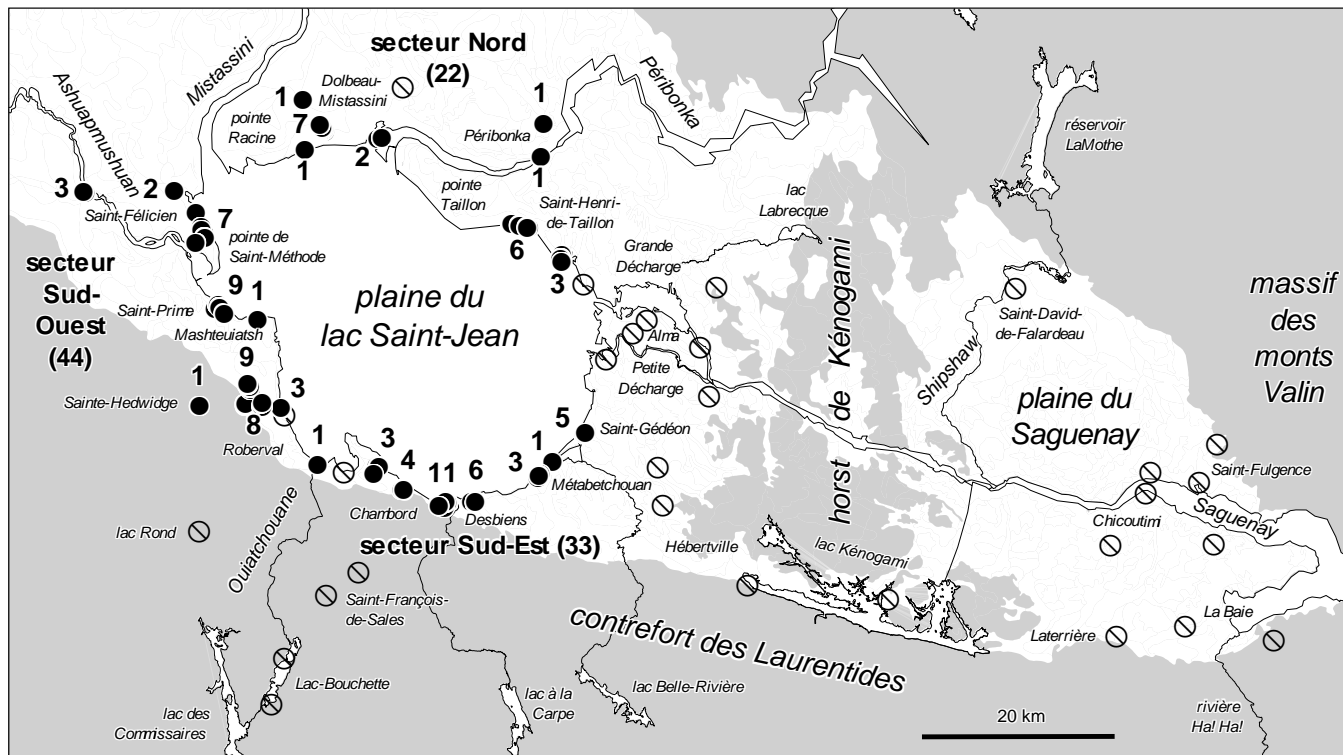 secteur Nord
(22)
Mistassini
Ashuapmushuan
1
Dolbeau-
Mistassini
pointe
Racine
7
1
2
1
Péribonka
1
Péribonka
réservoir
LaMothe
3
2
Saint-Félicien
7
pointe de
Saint-Méthode
pointe
Taillon
Saint-Henri-
de-Taillon
6
lac
Labrecque
Grande
Décharge
3
secteur
Sud-
Ouest
(44)
9
1
Saint-Prime
Mashteuiatsh
plaine du
lac Saint-Jean
Alma
Petite
Décharge
horst de Kénogami
Shipshaw
Saint-David-
de-Falardeau
massif
des
monts
Valin
plaine du
Saguenay
9
1
Sainte-Hedwidge
8
3
Roberval
1
3
4
11
6
3
1
5
Saint-Gédéon
Métabetchouan
Chambord
Desbiens
secteur Sud-Est (33)
Saint-Fulgence
Chicoutimi
Saguenay
lac Rond
Ouiatchouane
Hébertville
lac Kénogami
Saint-François-
de-Sales
contrefort des Laurentides
Laterrière
La Baie
Lac-Bouchette
lac des
Commissaires
lac à la
Carpe
lac Belle-Rivière
20 km
rivière
Ha! Ha!